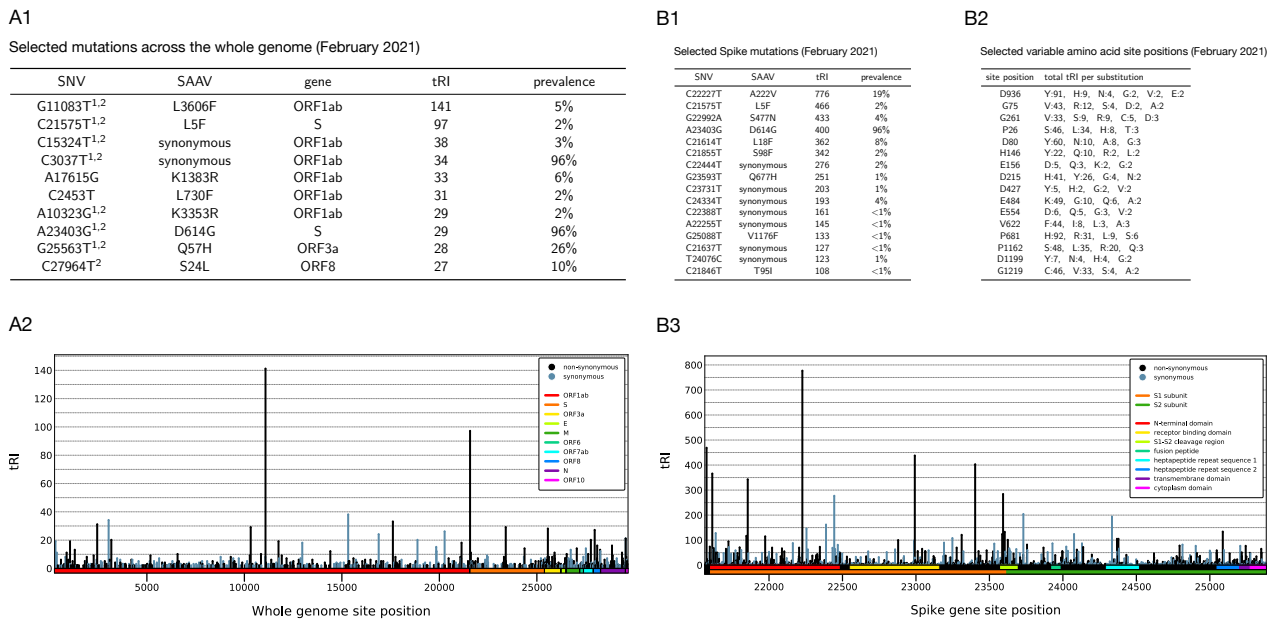 A1
Selected mutations across the whole genome (February 2021)
SNV SAAV gene tRI prevalence
G11083T1,2 L3606F ORF1ab 141 5%
C21575T1,2 L5F S 97 2%
C15324T1,2 synonymous ORF1ab 38 3%
C3037T1,2 synonymous ORF1ab 34 96%
A17615G K1383R ORF1ab 33 6%
C2453T L730F ORF1ab 31 2%
A10323G1,2 K3353R ORF1ab 29 2%
A23403G1,2 D614G S 29 96%
G25563T1,2 Q57H ORF3a 28 26%
C27964T2 S24L ORF8 27 10%
B1
Selected Spike mutations (February 2021)
SNV SAAV tRI prevalence
C22227T A222V 776 19%
C21575T L5F 466 2%
G22992A S477N 433 4%
A23403G D614G 400 96%
C21614T L18F 362 8%
C21855T S98F 342 2%
C22444T synonymous 276 2%
G23593T Q677H 251 1%
C23731T synonymous 203 1%
C24334T synonymous 193 4%
C22388T synonymous 161 <1%
A22255T synonymous 145 <1%
G25088T V1176F 133 <1%
C21637T synonymous 127 <1%
T24076C synonymous 123 1%
C21846T T95I 108 <1%
B2
Selected variable amino acid site positions (February 2021)
site position total tRI per substitution
D936 Y:91, H:9, N:4, G:2, V:2, E:2
G75 V:43, R:12, S:4, D:2, A:2
G261 V:33, S:9, R:9, C:5, D:3
P26 S:46, L:34, H:8, T:3
D80 Y:60, N:10, A:8, G:3
H146 Y:22, Q:10, R:2, L:2
E156 D:5, Q:3, K:2, G:2
D215 H:41, Y:26, G:4, N:2
D427 Y:5, H:2, G:2, V:2
E484 K:49, G:10, Q:6, A:2
E554 D:6, Q:5, G:3, V:2
V622 F:44, I:8, L:3, A:3
P681 H:92, R:31, L:9, S:6
P1162 S:48, L:35, R:20, Q:3
D1199 Y:7, N:4, H:4, G:2
G1219 C:46, V:33, S:4, A:2
A2
tRI
140
120
100
80
60
40
20
0
5000 10000 15000 20000 25000
Whole genome site position
non-synonymous
synonymous
ORF1ab
S
ORF3a
E
M
ORF6
ORF7ab
ORF8
N
ORF10
B3
tRI
800
700
600
500
400
300
200
100
0
22000 23000 24000 25000
Spike gene site position
non-synonymous
synonymous
S1 subunit
S2 subunit
N-terminal domain
receptor binding domain
S1-S2 cleavage region
fusion peptide
heptapeptide repeat sequence 1
heptapeptide repeat sequence 2
transmembrane domain
cytoplasm domain